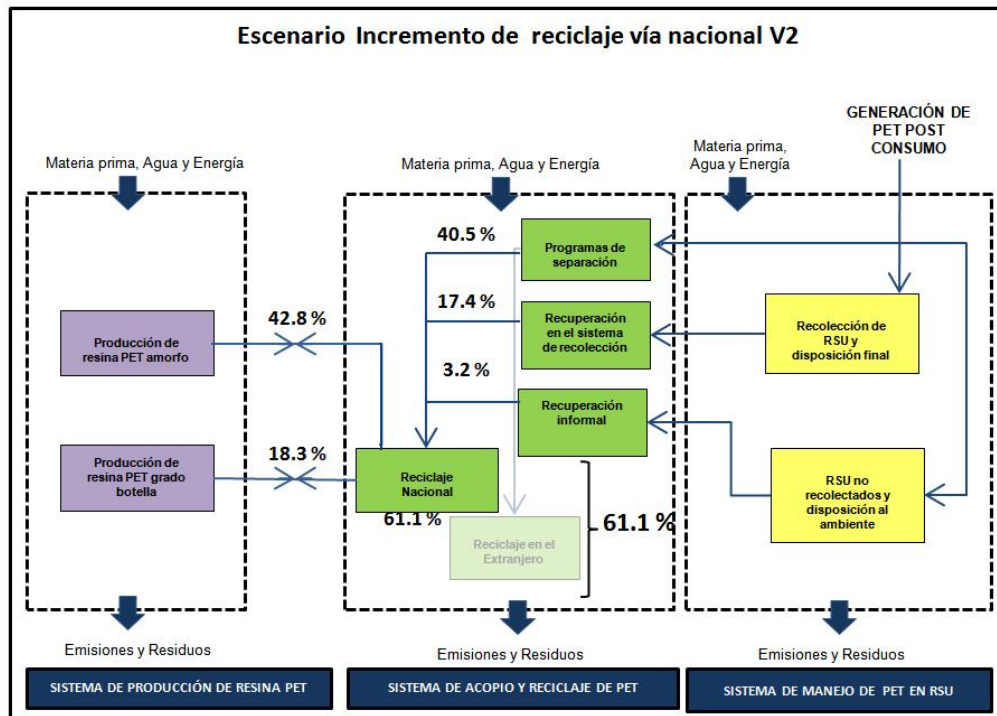 Escenario Incremento de reciclaje vía nacional V2
GENERACIÓN DE
PET POST
CONSUMO
Materia prima, Agua y Energía
Materia prima, Agua y Energía
Materia prima,
Agua y Energía
40.5 %
Programas de
separación
17.4 %
Recuperación
en el sistema
de recolección
Recolección de
RSU y
disposición final
42.8 %
Producción de
resina PET amorfo
3.2 %
Recuperación
informal
18.3 %
Producción de
resina PET grado
botella
Reciclaje
Nacional
61.1 %
Reciclaje en el
Extranjero
61.1 %
RSU no
recolectados y
disposición al
ambiente
Emisiones y Residuos
Emisiones y Residuos
Emisiones y Residuos
SISTEMA DE PRODUCCIÓN DE RESINA PET
SISTEMA DE ACOPIO Y RECICLAJE DE PET
SISTEMA DE MANEJO DE PET EN RSU